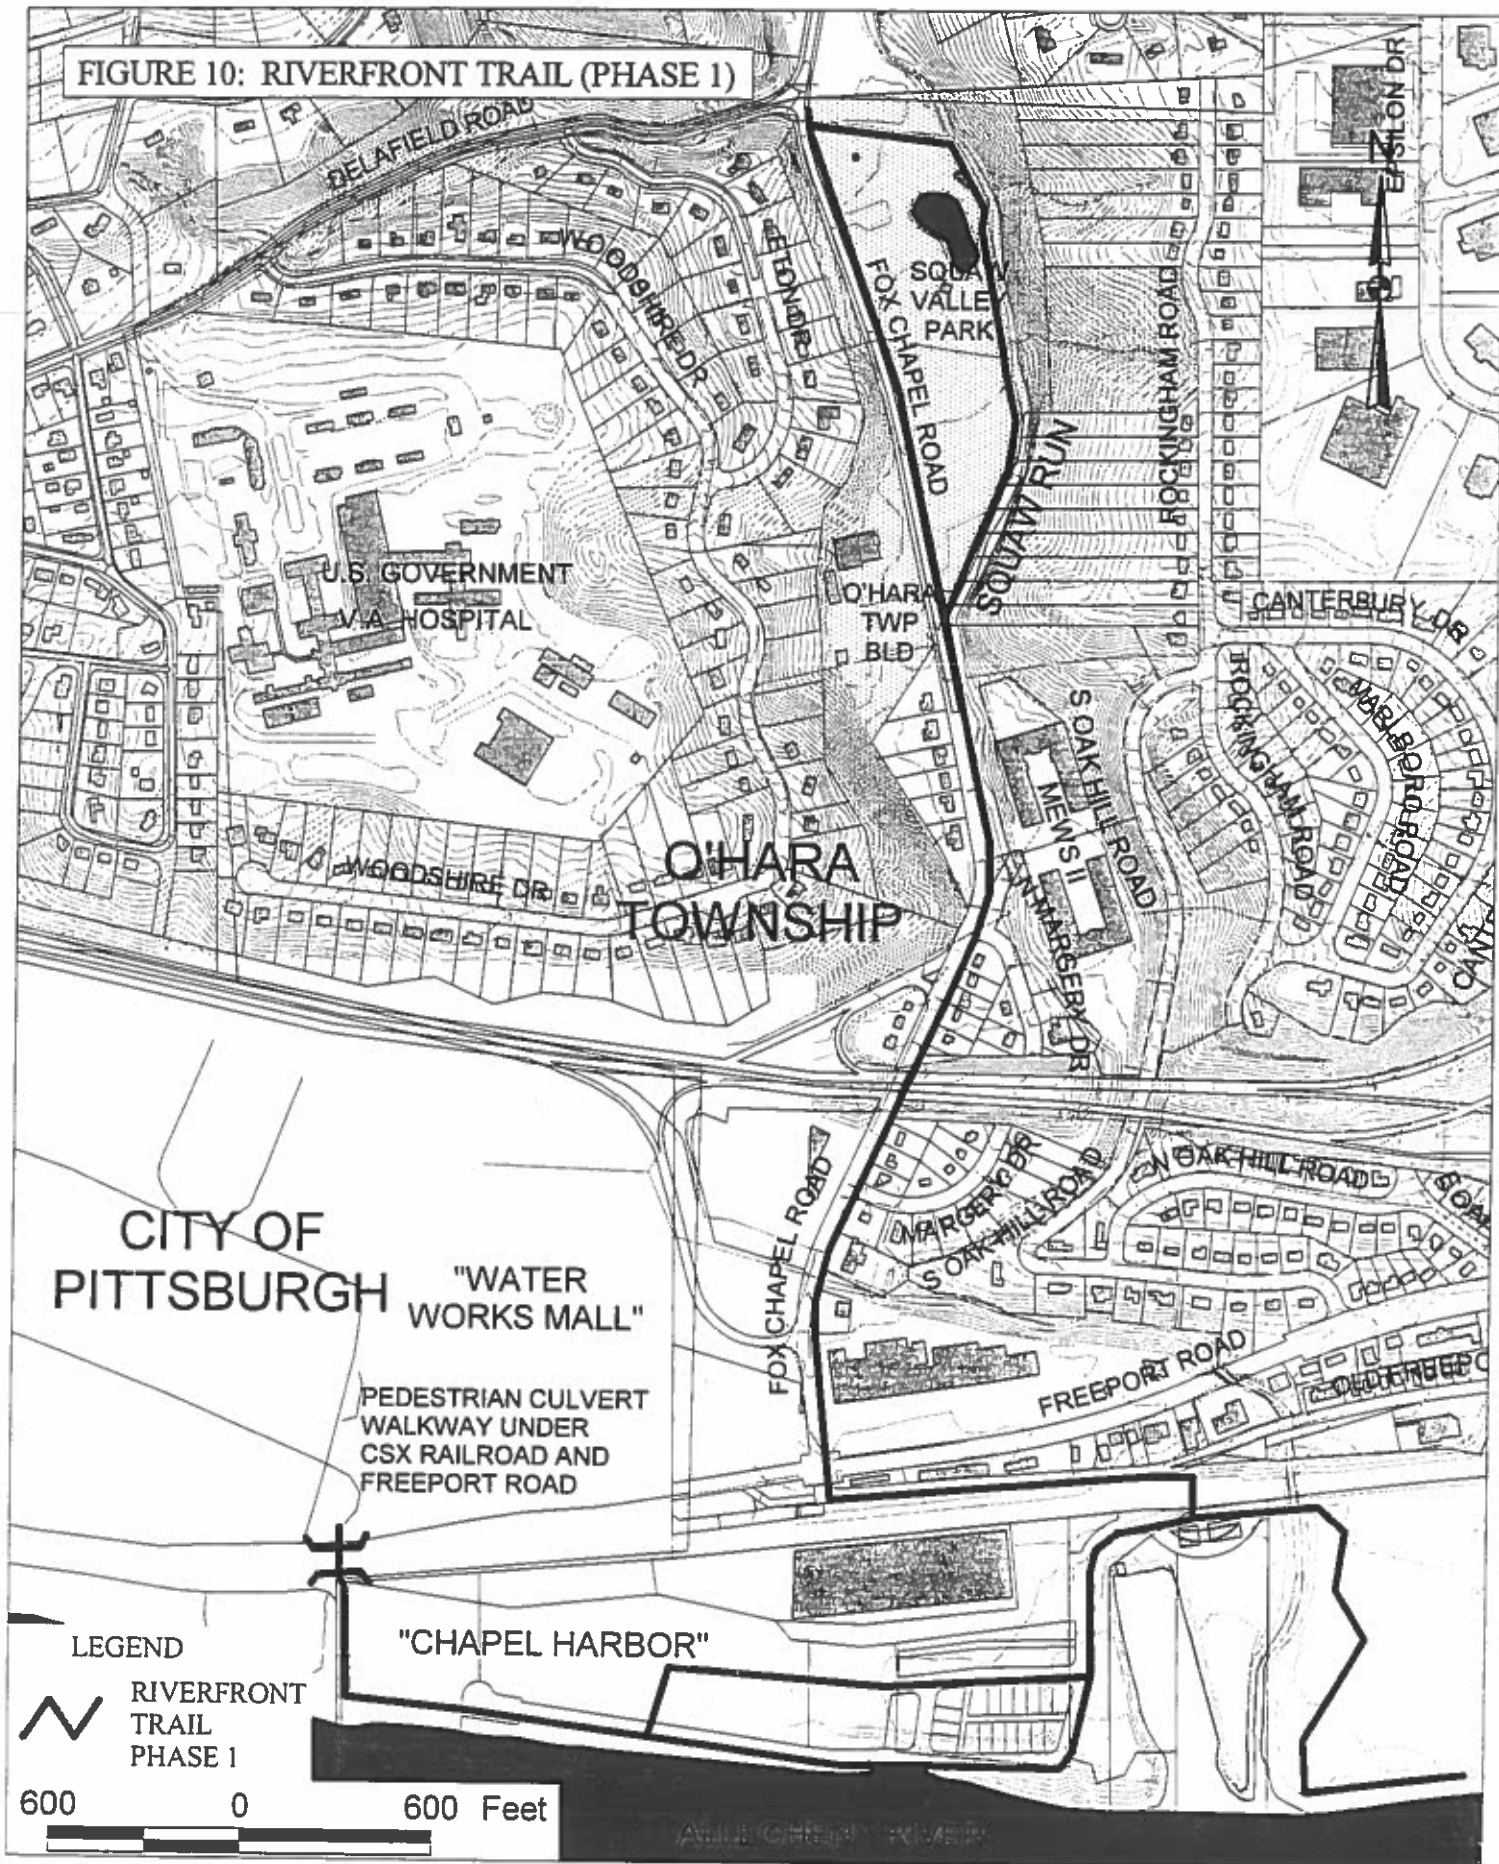 FIGURE 10: RIVERFRONT TRAIL (PHASE 1)
DELAFIELD ROAD
EPSILON DR
N
WOODSHIRE DR
ETON DR
FOX CHAPEL ROAD
SQUAW
VALLEY
PARK
ROCKINGHAM ROAD
SQUAW RUN
U.S. GOVERNMENT
V.A. HOSPITAL
O'HARA
TWP
BLD
CANTERBURY DR
ROCKINGHAM ROAD
MARLBORO ROAD
S OAK HILL ROAD
MEWS II
WOODSHIRE DR
O'HARA
TOWNSHIP
N MARGERY DR
MARGERY DR
S OAK HILL ROAD
N OAK HILL ROAD
CITY OF
PITTSBURGH
"WATER
WORKS MALL"
FOX CHAPEL ROAD
FREEPORT ROAD
PEDESTRIAN CULVERT
WALKWAY UNDER
CSX RAILROAD AND
FREEPORT ROAD
"CHAPEL HARBOR"
LEGEND
RIVERFRONT
TRAIL
PHASE 1
600 0 600 Feet
ALLEGHENY RIVER